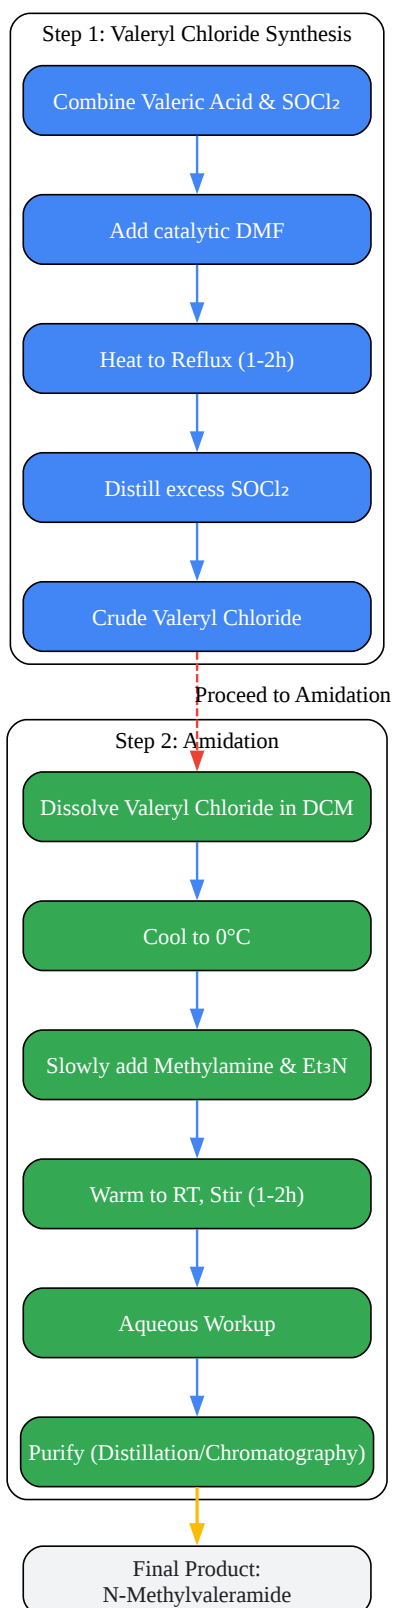 Step 1: Valeryl Chloride Synthesis
Combine Valeric Acid & SOCl₂
Add catalytic DMF
Heat to Reflux (1-2h)
Distill excess SOCl₂
Crude Valeryl Chloride
Proceed to Amidation
Step 2: Amidation
Dissolve Valeryl Chloride in DCM
Cool to 0°C
Slowly add Methylamine & Et₃N
Warm to RT, Stir (1-2h)
Aqueous Workup
Purify (Distillation/Chromatography)
Final Product:
N-Methylvaleramide